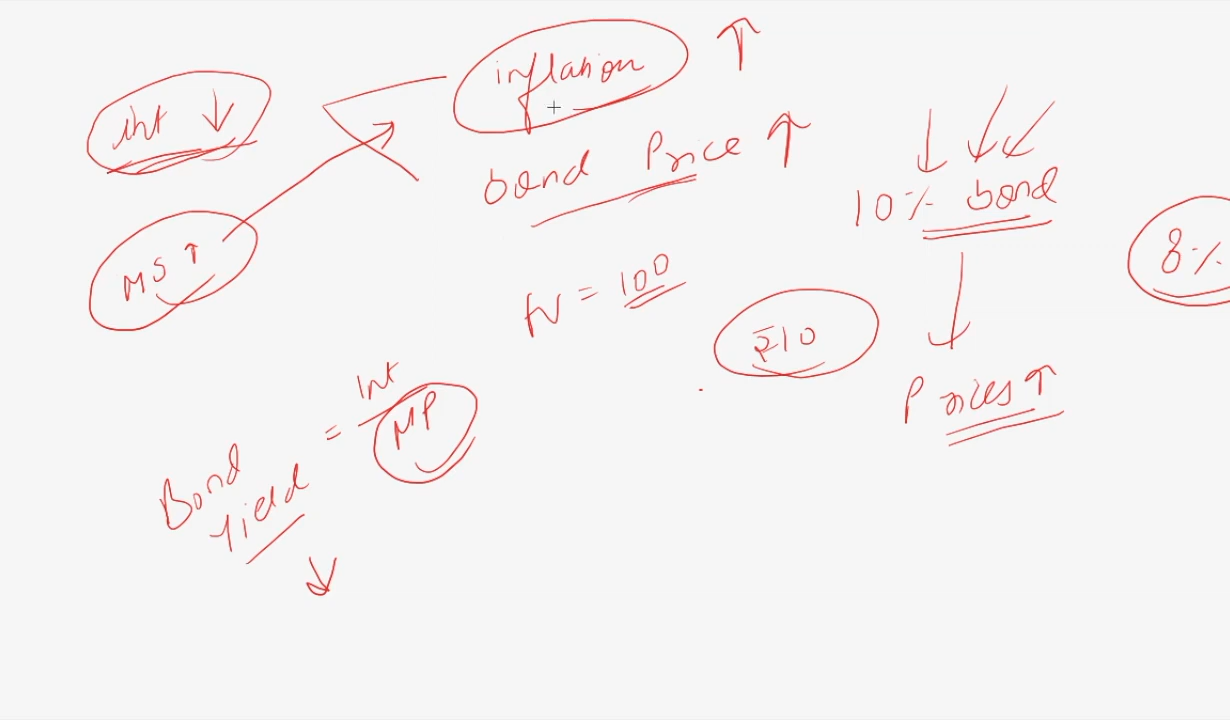 inflation ↑
int ↓
bond Price ↑
10% bond
MS ↑
8%
fv = 100
₹10
Prices ↑
Bond Yield = Int / MP
↓